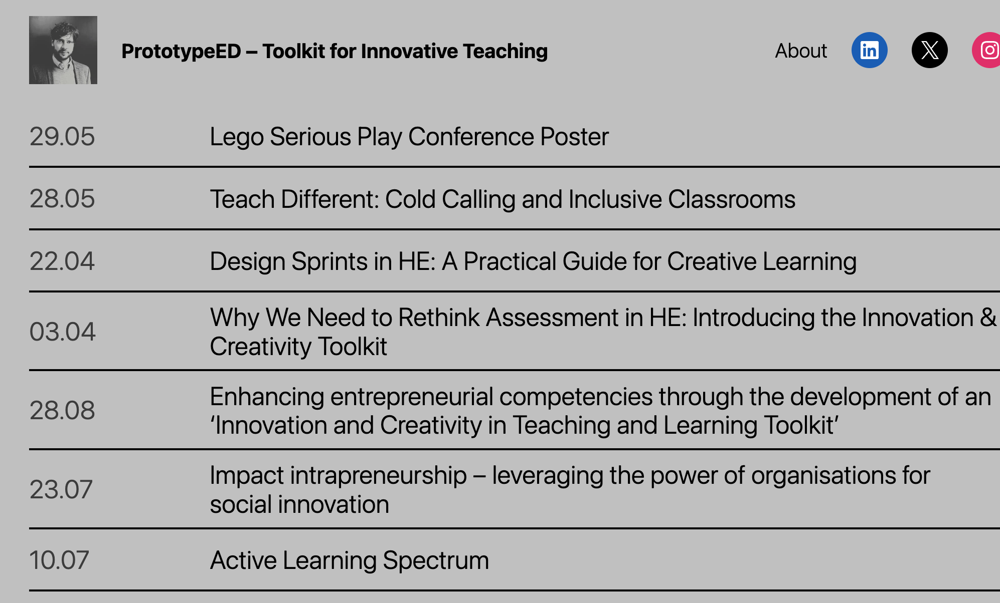 PrototypeED – Toolkit for Innovative Teaching
About
in
X
29.05
Lego Serious Play Conference Poster
28.05
Teach Different: Cold Calling and Inclusive Classrooms
22.04
Design Sprints in HE: A Practical Guide for Creative Learning
03.04
Why We Need to Rethink Assessment in HE: Introducing the Innovation &
Creativity Toolkit
28.08
Enhancing entrepreneurial competencies through the development of an
‘Innovation and Creativity in Teaching and Learning Toolkit’
23.07
Impact intrapreneurship – leveraging the power of organisations for
social innovation
10.07
Active Learning Spectrum